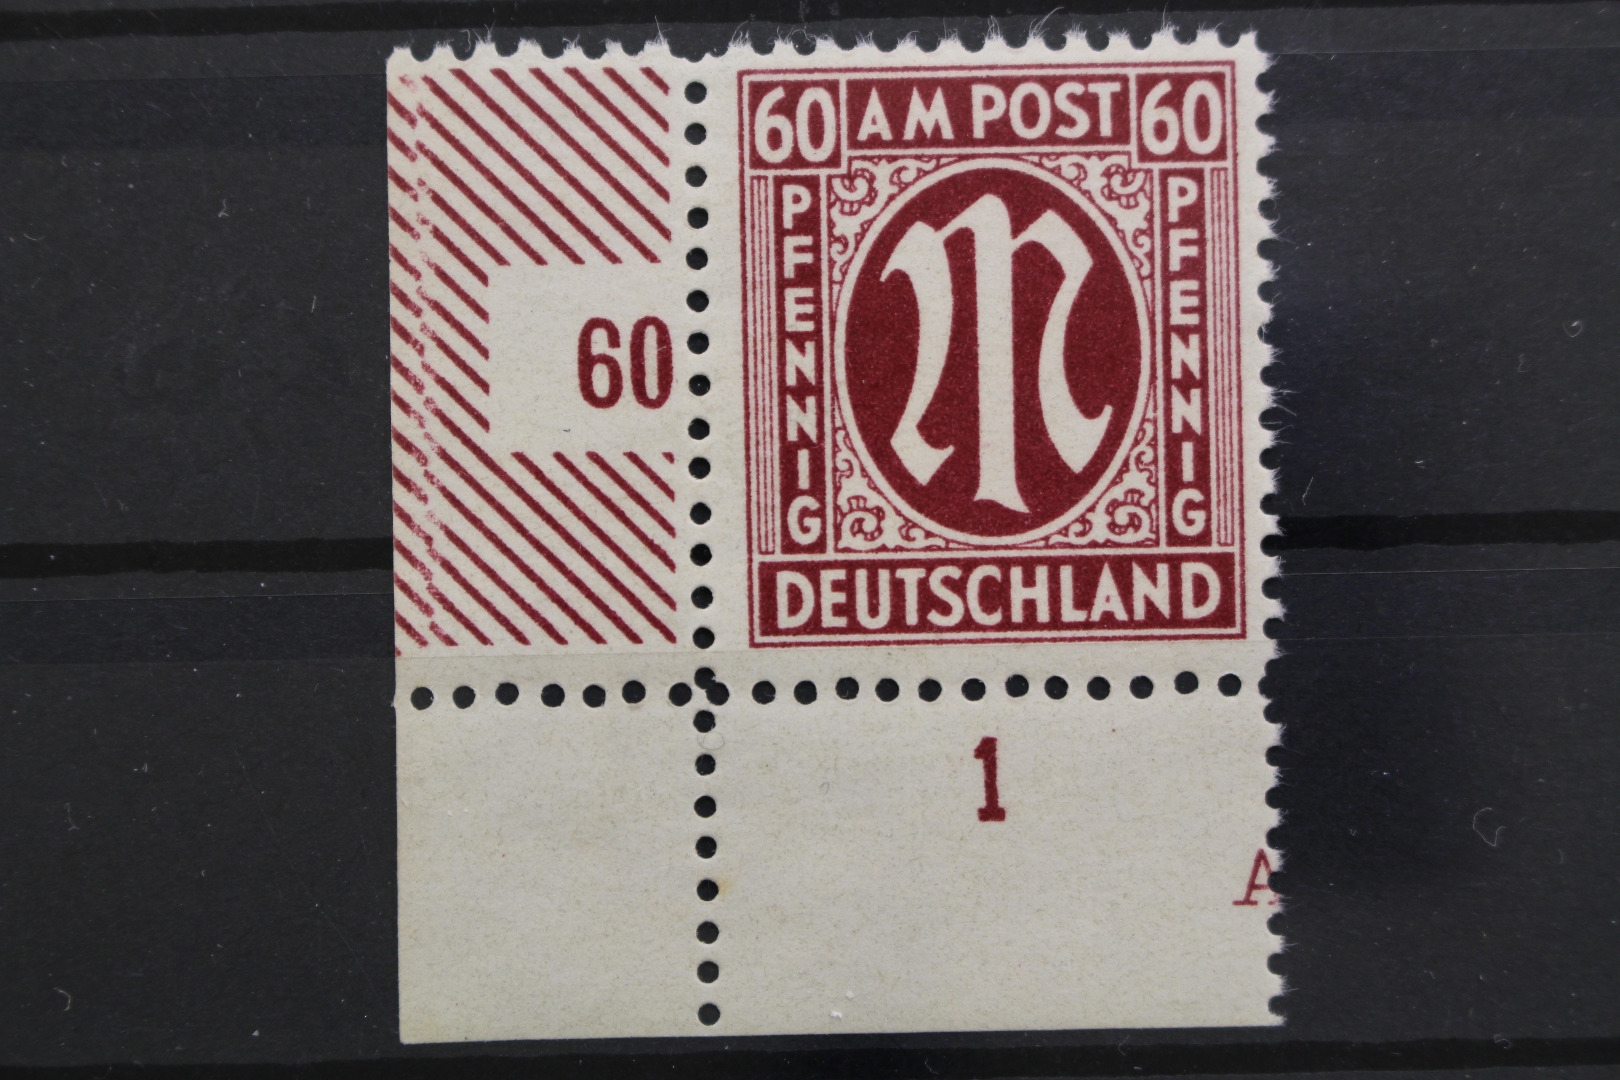 60 AM POST 60
PFENNIG
M
PFENNIG
60
DEUTSCHLAND
1
A